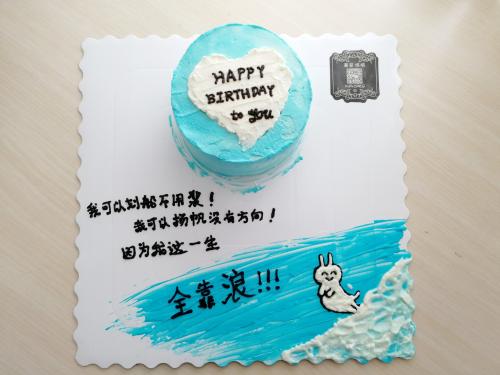 HAPPY
BIRTHDAY
to you
我可以划船不用桨！
我可以扬帆没有方向！
因为我这一生
全靠浪!!!